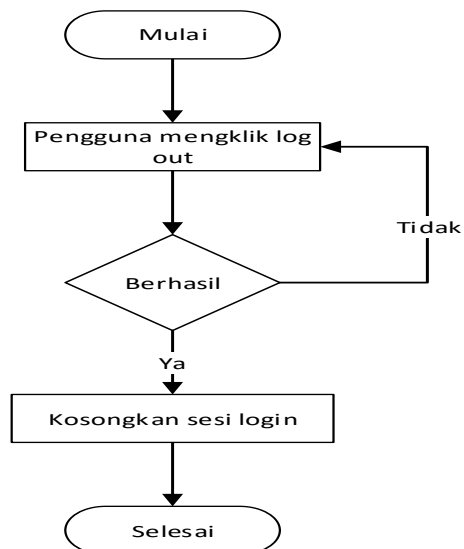 Mulai
Pengguna mengklik log
out
Tidak
Berhasil
Ya
Kosongkan sesi login
Selesai